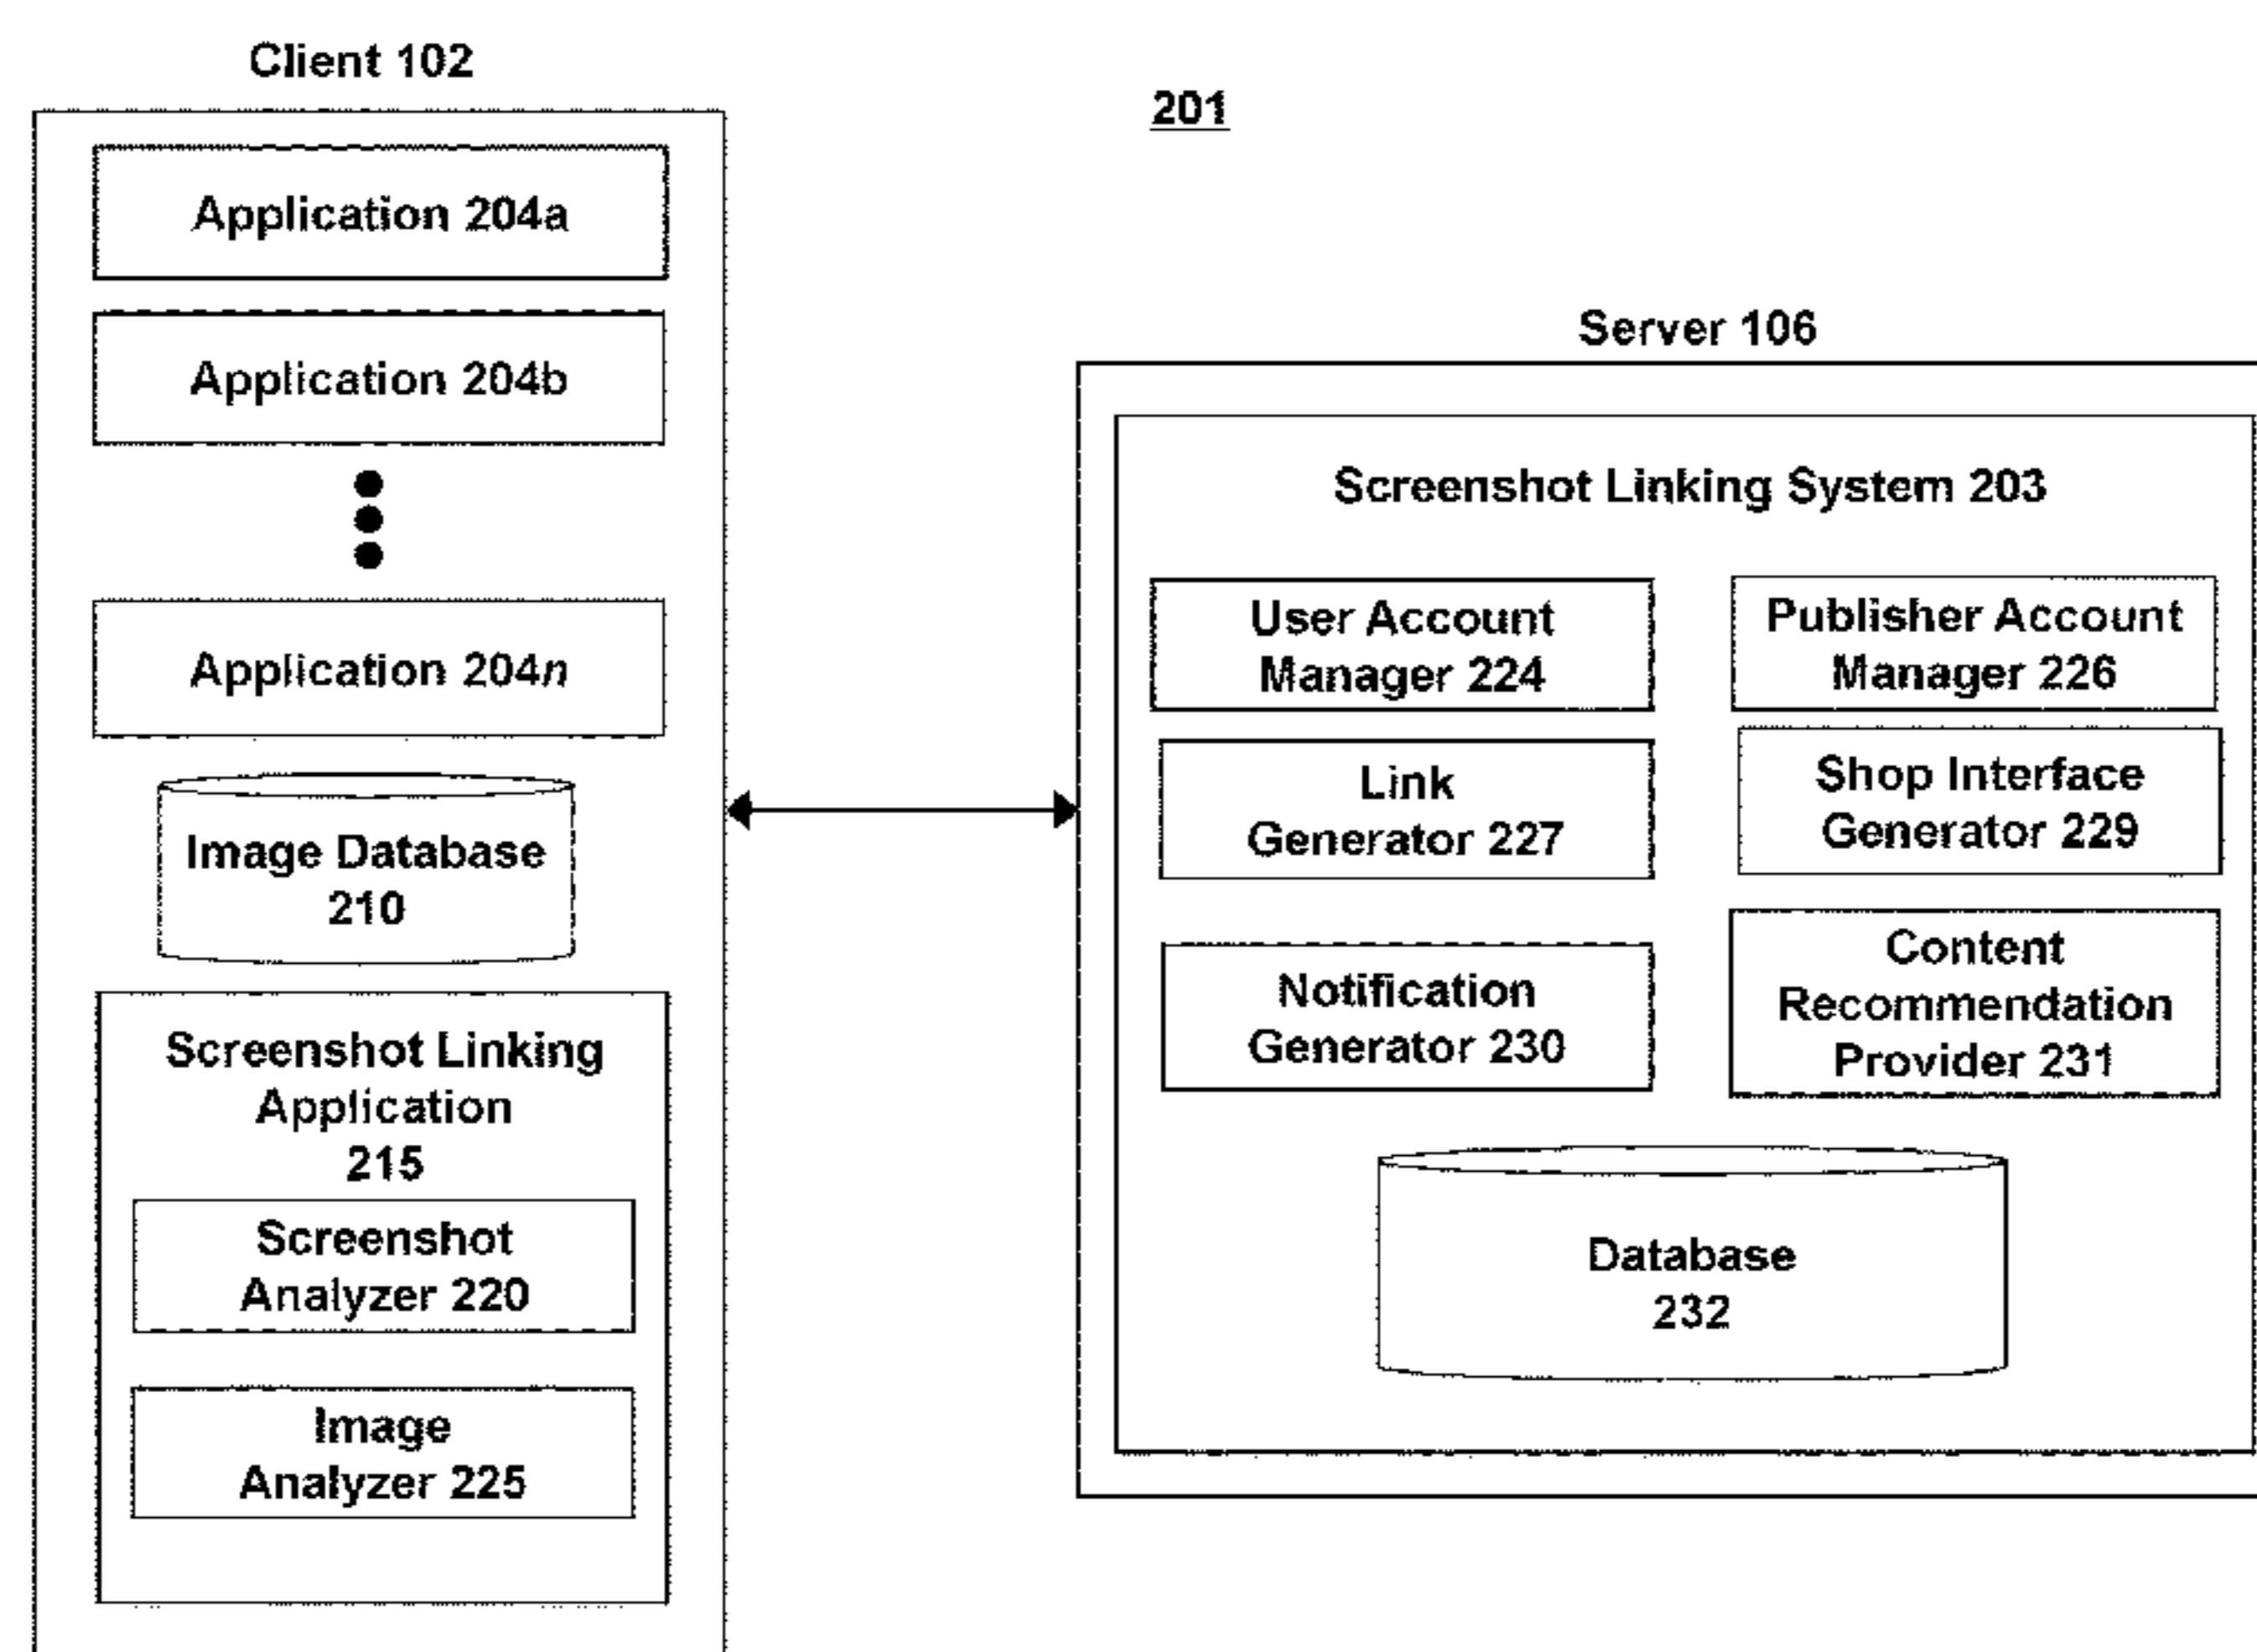 Client 102
Application 204a
Application 204b
Application 204n
Image Database
210
Screenshot Linking
Application
215
Screenshot
Analyzer 220
Image
Analyzer 225
201
Server 106
Screenshot Linking System 203
User Account
Manager 224
Publisher Account
Manager 226
Link
Generator 227
Shop Interface
Generator 229
Notification
Generator 230
Content
Recommendation
Provider 231
Database
232